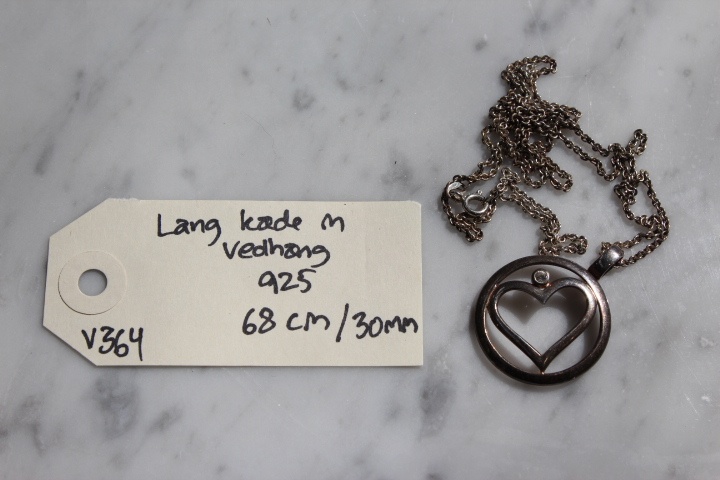 Lang kæde m
vedhæng
925
68 cm/30mm
V364